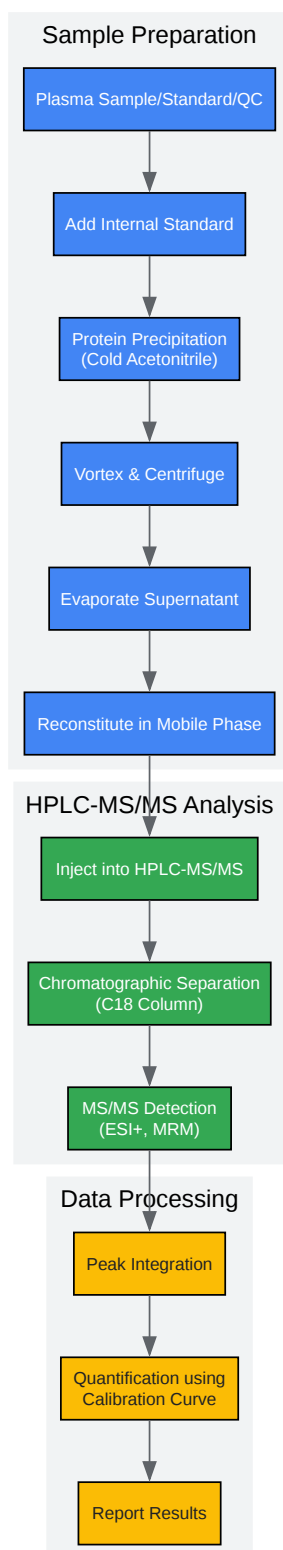 Sample Preparation
Plasma Sample/Standard/QC
Add Internal Standard
Protein Precipitation
(Cold Acetonitrile)
Vortex & Centrifuge
Evaporate Supernatant
Reconstitute in Mobile Phase
HPLC-MS/MS Analysis
Inject into HPLC-MS/MS
Chromatographic Separation
(C18 Column)
MS/MS Detection
(ESI+, MRM)
Data Processing
Peak Integration
Quantification using
Calibration Curve
Report Results